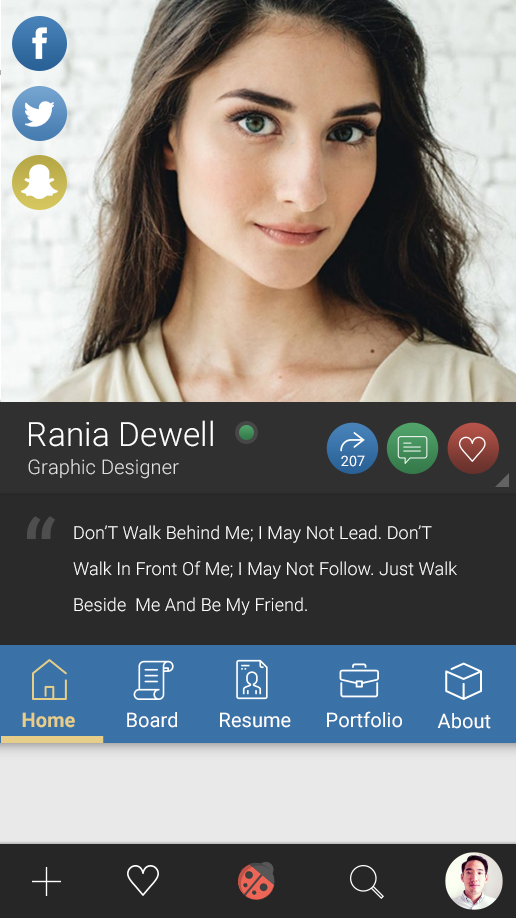 Rania Dewell
Graphic Designer
207
“ Don’T Walk Behind Me; I May Not Lead. Don’T
Walk In Front Of Me; I May Not Follow. Just Walk
Beside  Me And Be My Friend.
Home Board Resume Portfolio About